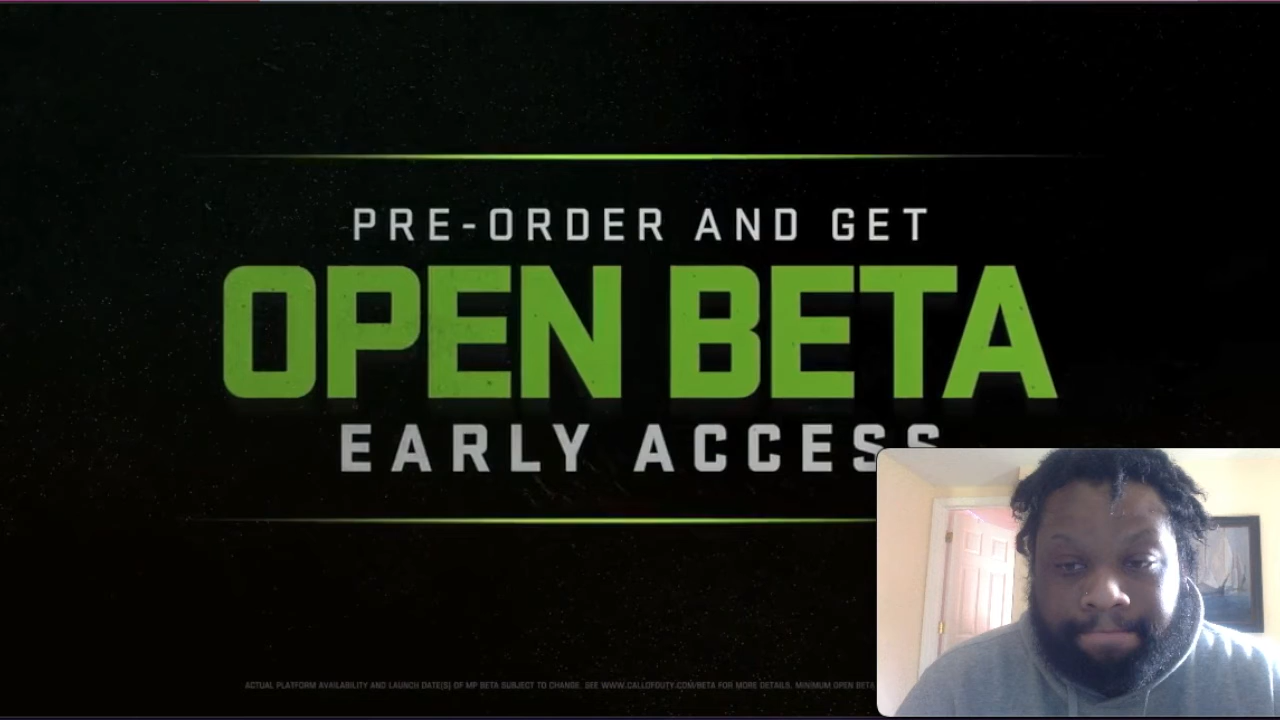 PRE-ORDER AND GET
OPEN BETA
EARLY ACCESS
ACTUAL PLATFORM AVAILABILITY AND LAUNCH DATE(S) OF MP BETA SUBJECT TO CHANGE. SEE WWW.CALLOFDUTY.COM/BETA FOR MORE DETAILS. MINIMUM OPEN BETA